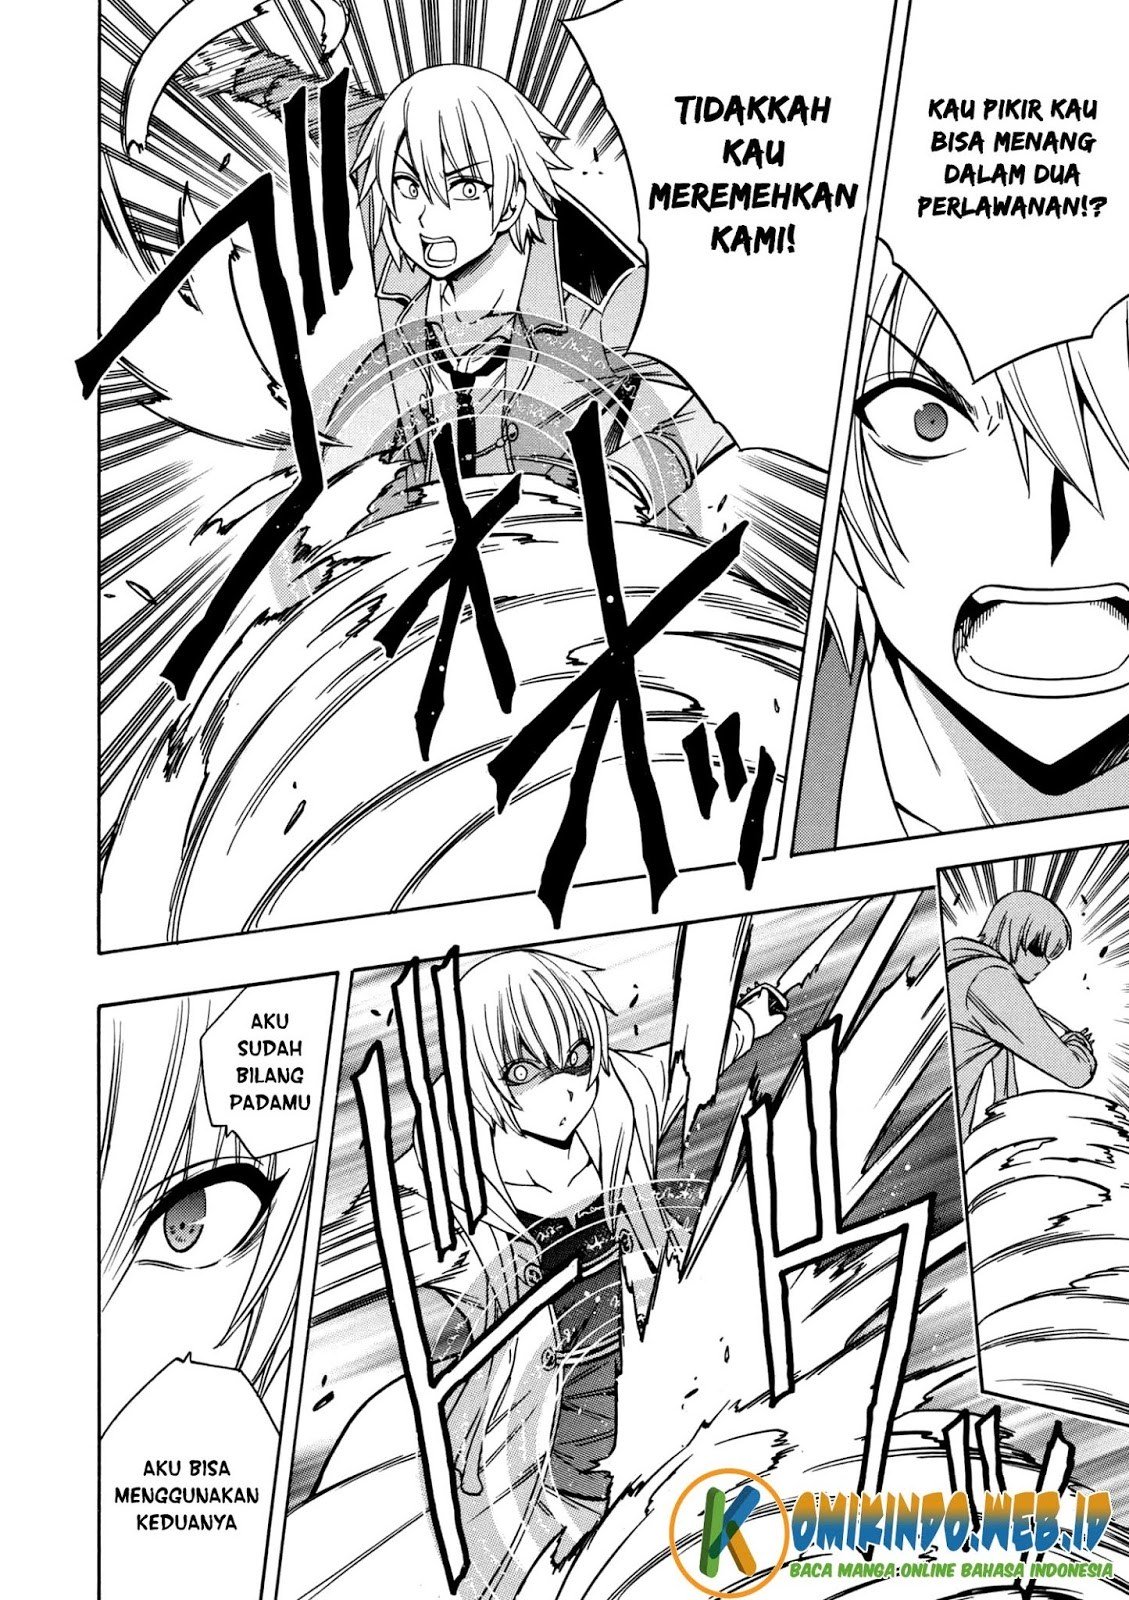 KAU PIKIR KAU
BISA MENANG
DALAM DUA
PERLAWANAN!?
TIDAKKAH
KAU
MEREMEHKAN
KAMI!
AKU
SUDAH
BILANG
PADAMU
AKU BISA
MENGGUNAKAN
KEDUANYA
KOMIKINDO.WEB.ID
BACA MANGA ONLINE BAHASA INDONESIA